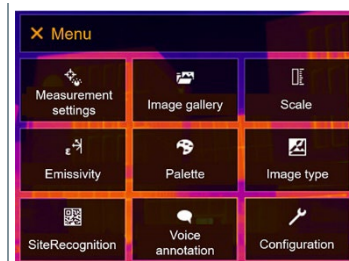 × Menu
Measurement
settings
Image gallery
Scale
ε
Emissivity
Palette
Image type
SiteRecognition
Voice
annotation
Configuration